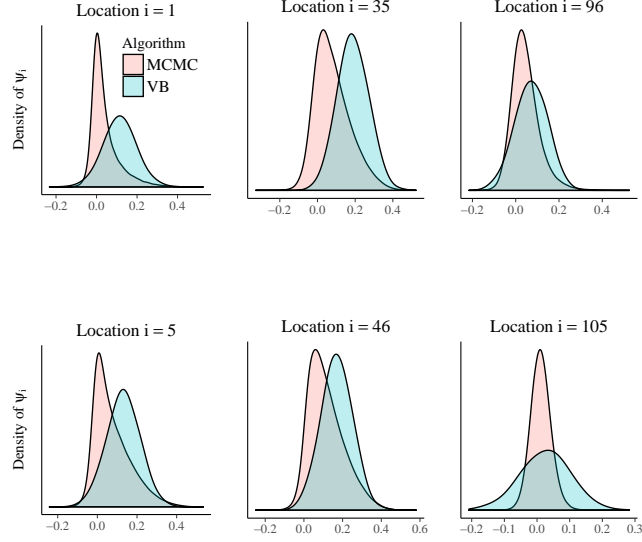 Location i = 1
Location i = 35
Location i = 96
Density of ψi
Algorithm
MCMC
VB
−0.2 0.0 0.2 0.4
−0.2 0.0 0.2 0.4
−0.2 0.0 0.2 0.4
Location i = 5
Location i = 46
Location i = 105
Density of ψi
−0.2 0.0 0.2 0.4
−0.2 0.0 0.2 0.4 0.6
−0.2 −0.1 0.0 0.1 0.2 0.3